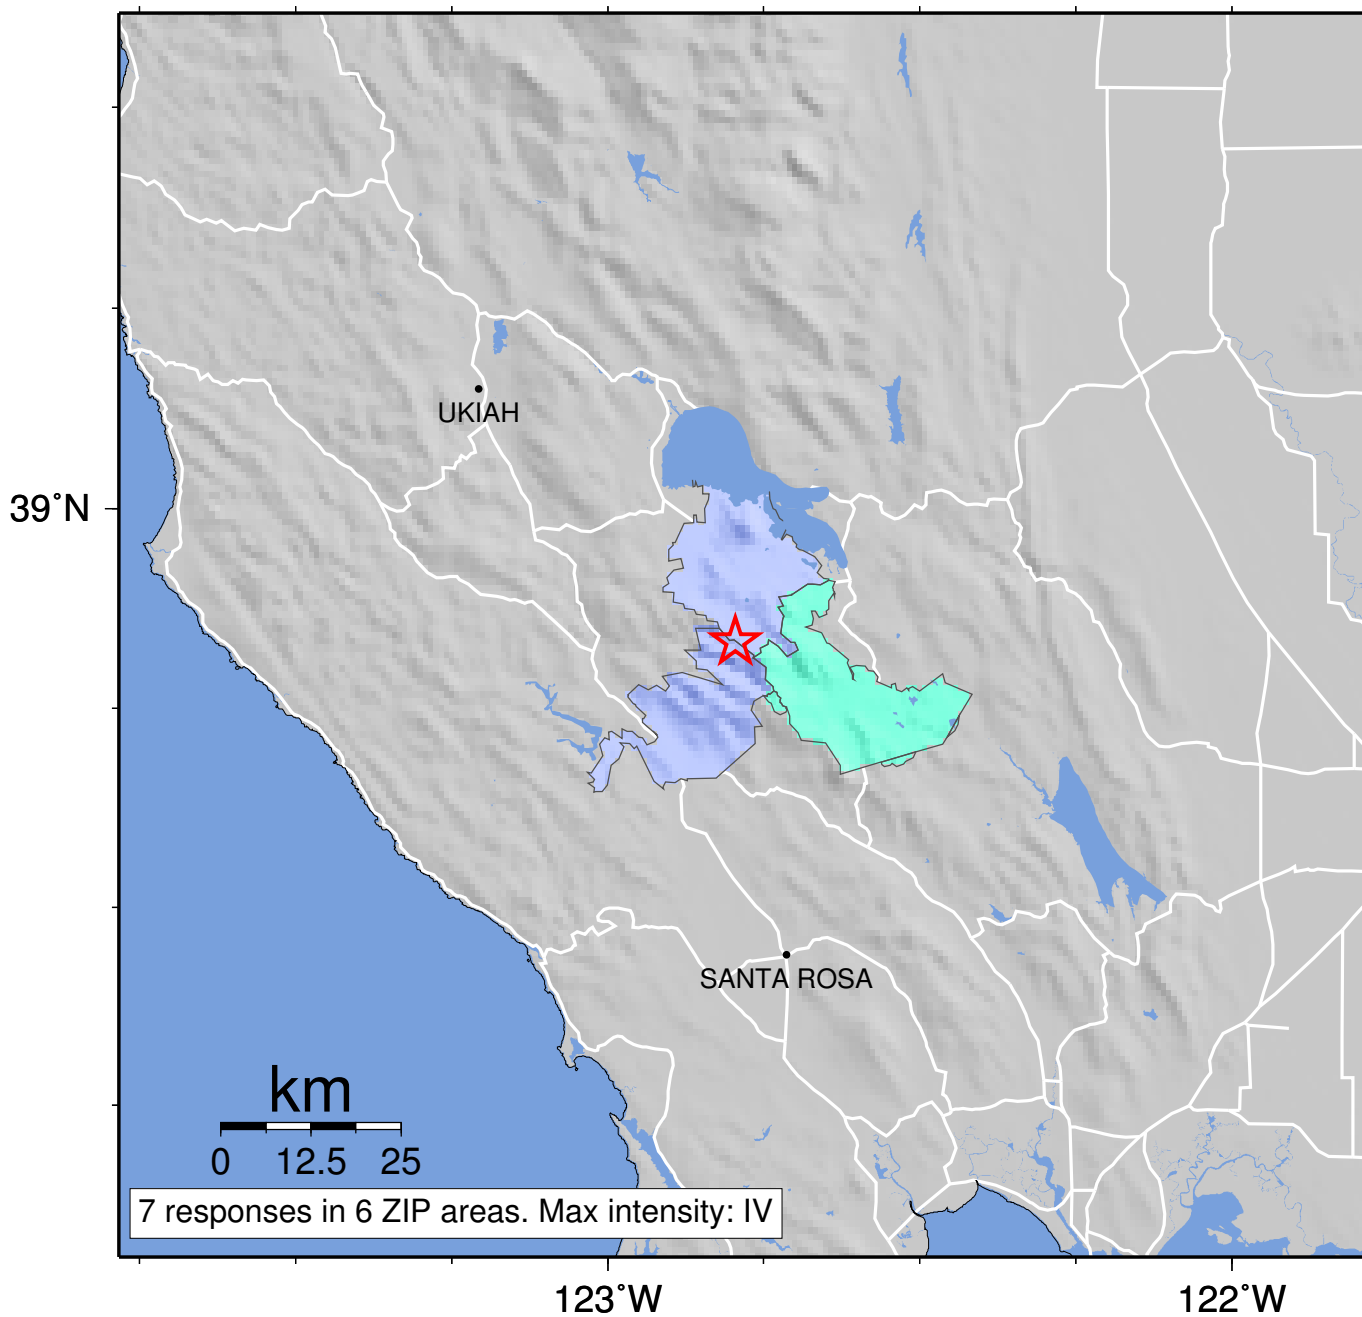 UKIAH
39˚N
SANTA ROSA
km
0 12.5 25
7 responses in 6 ZIP areas. Max intensity: IV
123˚W 122˚W